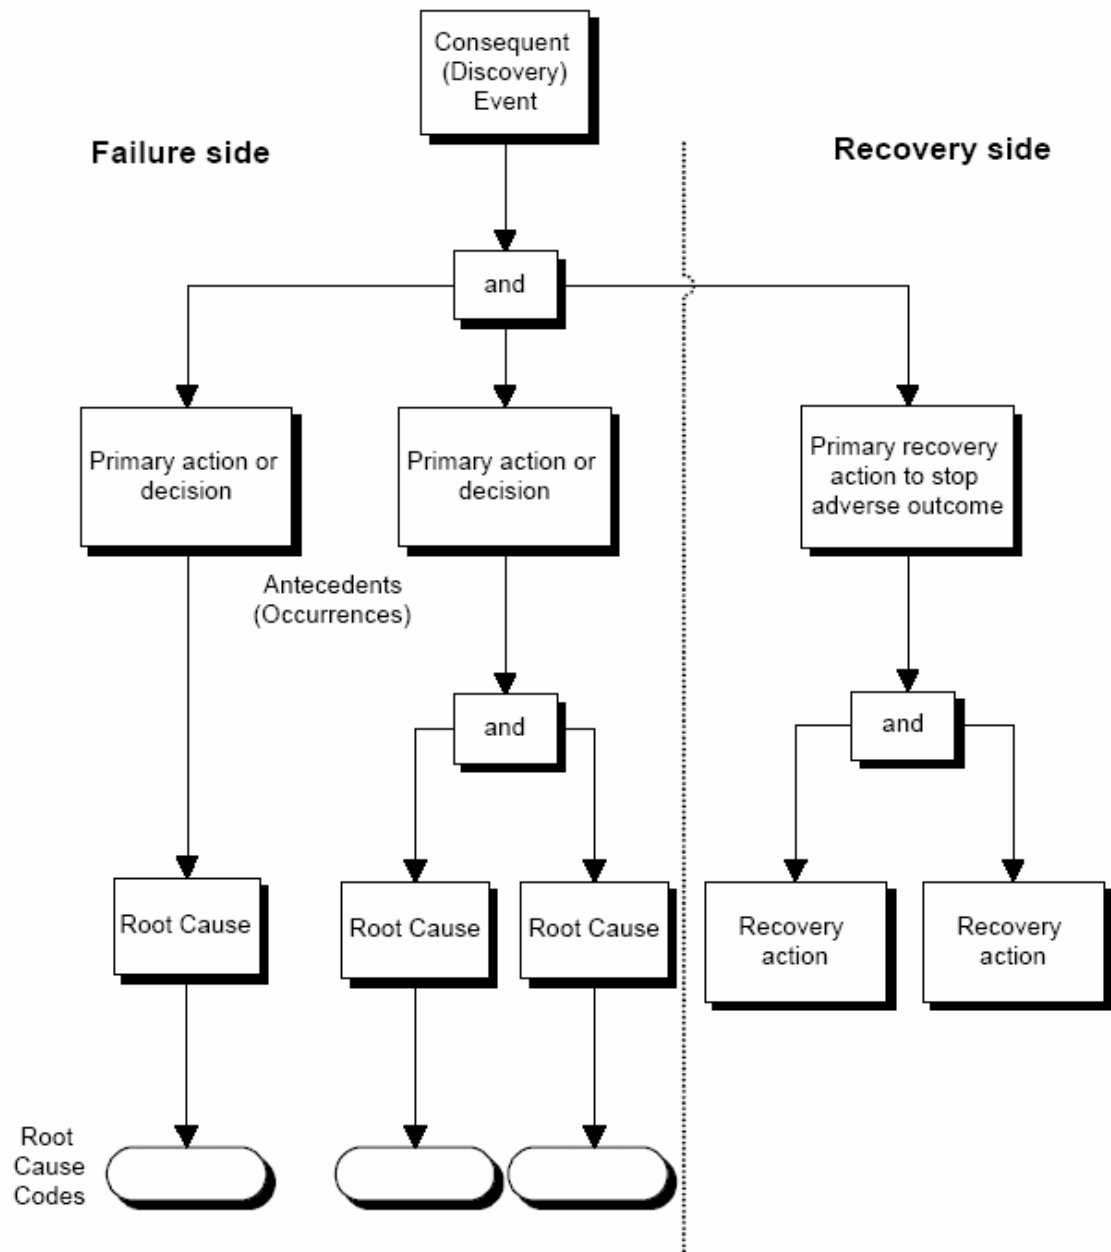 Consequent
(Discovery)
Event
Failure side
Recovery side
and
Primary action or
decision
Primary action or
decision
Primary recovery
action to stop
adverse outcome
Antecedents
(Occurrences)
and
and
Root Cause
Root Cause
Root Cause
Recovery
action
Recovery
action
Root
Cause
Codes